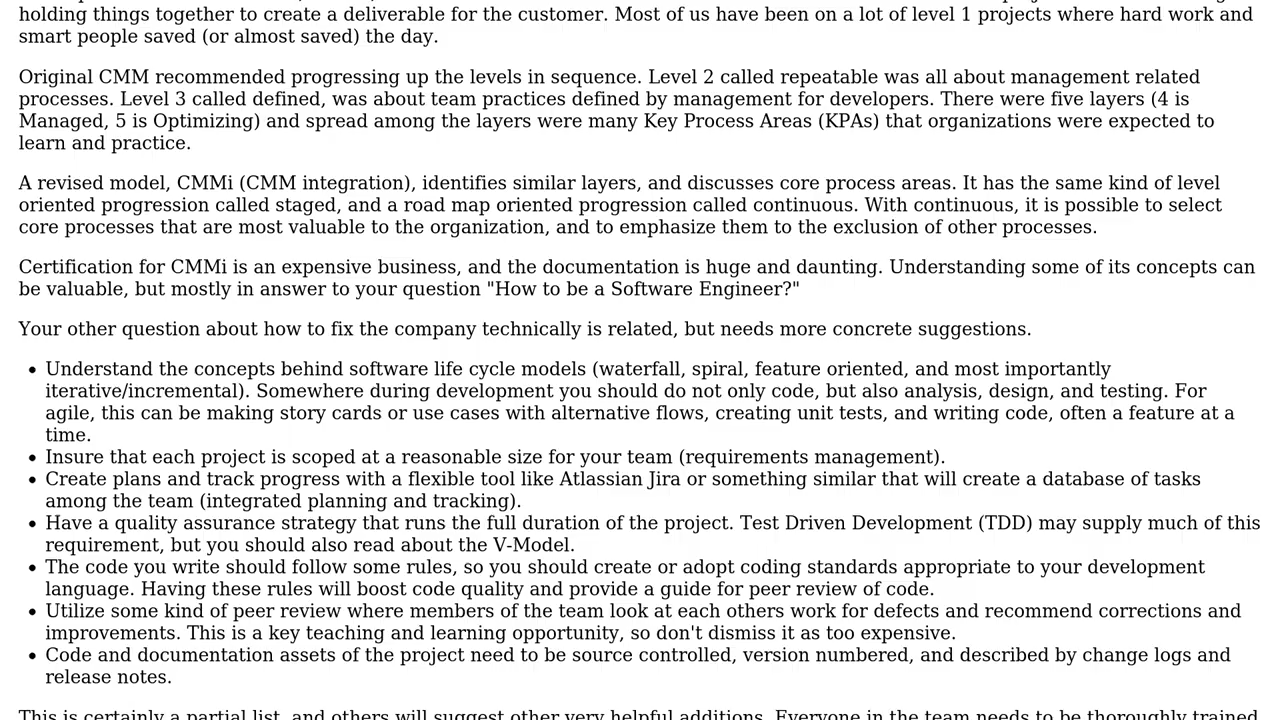 holding things together to create a deliverable for the customer. Most of us have been on a lot of level 1 projects where hard work and
smart people saved (or almost saved) the day.
Original CMM recommended progressing up the levels in sequence. Level 2 called repeatable was all about management related
processes. Level 3 called defined, was about team practices defined by management for developers. There were five layers (4 is
Managed, 5 is Optimizing) and spread among the layers were many Key Process Areas (KPAs) that organizations were expected to
learn and practice.
A revised model, CMMi (CMM integration), identifies similar layers, and discusses core process areas. It has the same kind of level
oriented progression called staged, and a road map oriented progression called continuous. With continuous, it is possible to select
core processes that are most valuable to the organization, and to emphasize them to the exclusion of other processes.
Certification for CMMi is an expensive business, and the documentation is huge and daunting. Understanding some of its concepts can
be valuable, but mostly in answer to your question "How to be a Software Engineer?"
Your other question about how to fix the company technically is related, but needs more concrete suggestions.
• Understand the concepts behind software life cycle models (waterfall, spiral, feature oriented, and most importantly
iterative/incremental). Somewhere during development you should do not only code, but also analysis, design, and testing. For
agile, this can be making story cards or use cases with alternative flows, creating unit tests, and writing code, often a feature at a
time.
• Insure that each project is scoped at a reasonable size for your team (requirements management).
• Create plans and track progress with a flexible tool like Atlassian Jira or something similar that will create a database of tasks
among the team (integrated planning and tracking).
• Have a quality assurance strategy that runs the full duration of the project. Test Driven Development (TDD) may supply much of this
requirement, but you should also read about the V-Model.
• The code you write should follow some rules, so you should create or adopt coding standards appropriate to your development
language. Having these rules will boost code quality and provide a guide for peer review of code.
• Utilize some kind of peer review where members of the team look at each others work for defects and recommend corrections and
improvements. This is a key teaching and learning opportunity, so don't dismiss it as too expensive.
• Code and documentation assets of the project need to be source controlled, version numbered, and described by change logs and
release notes.
This is certainly a partial list, and others will suggest other very helpful additions. Everyone in the team needs to be thoroughly trained